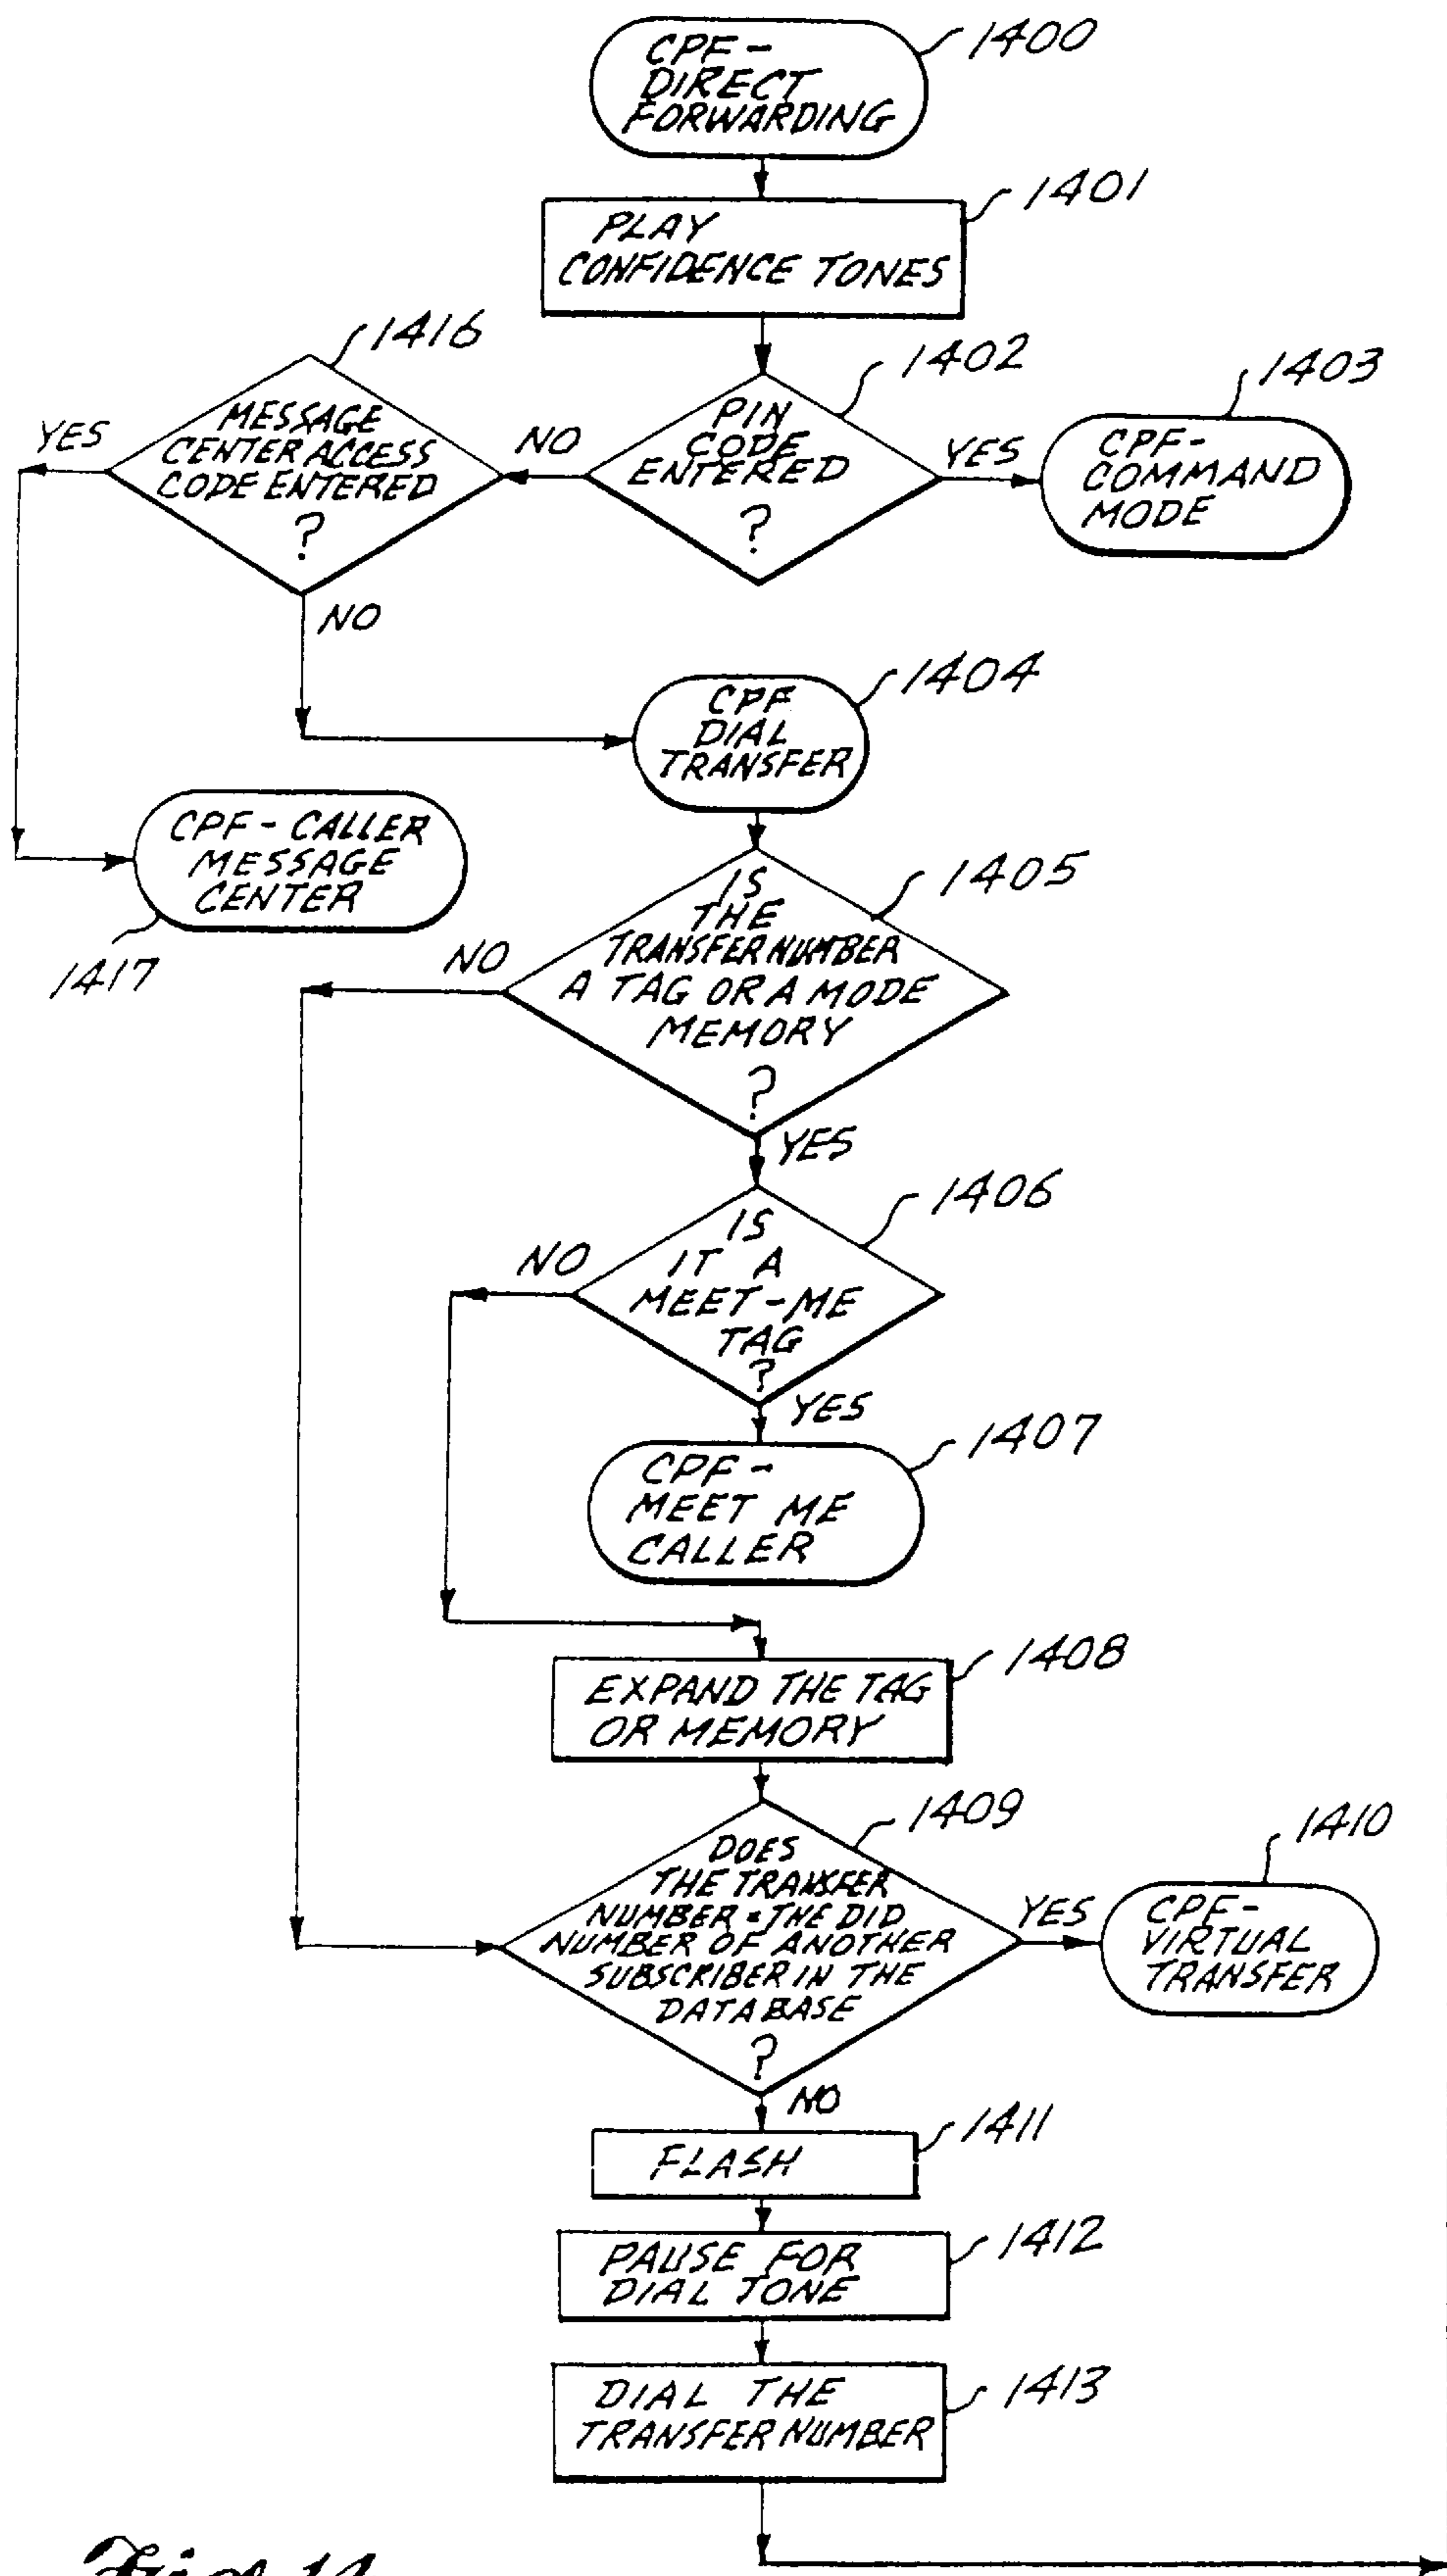 CPF-
DIRECT
FORWARDING
1400
PLAY
CONFIDENCE TONES
1401
1416
MESSAGE
CENTER ACCESS
CODE ENTERED
?
YES
NO
1402
PIN
CODE
ENTERED
?
YES
1403
CPF-
COMMAND
MODE
NO
1404
CPF
DIAL
TRANSFER
CPF-CALLER
MESSAGE
CENTER
1417
1405
IS
THE
TRANSFER NUMBER
A TAG OR A MODE
MEMORY
?
NO
YES
1406
IS
IT A
MEET-ME
TAG
?
NO
YES
1407
CPF-
MEET ME
CALLER
1408
EXPAND THE TAG
OR MEMORY
1409
DOES
THE TRANSFER
NUMBER = THE DID
NUMBER OF ANOTHER
SUBSCRIBER IN THE
DATABASE
?
YES
1410
CPF-
VIRTUAL
TRANSFER
NO
1411
FLASH
1412
PAUSE FOR
DIAL TONE
1413
DIAL THE
TRANSFER NUMBER